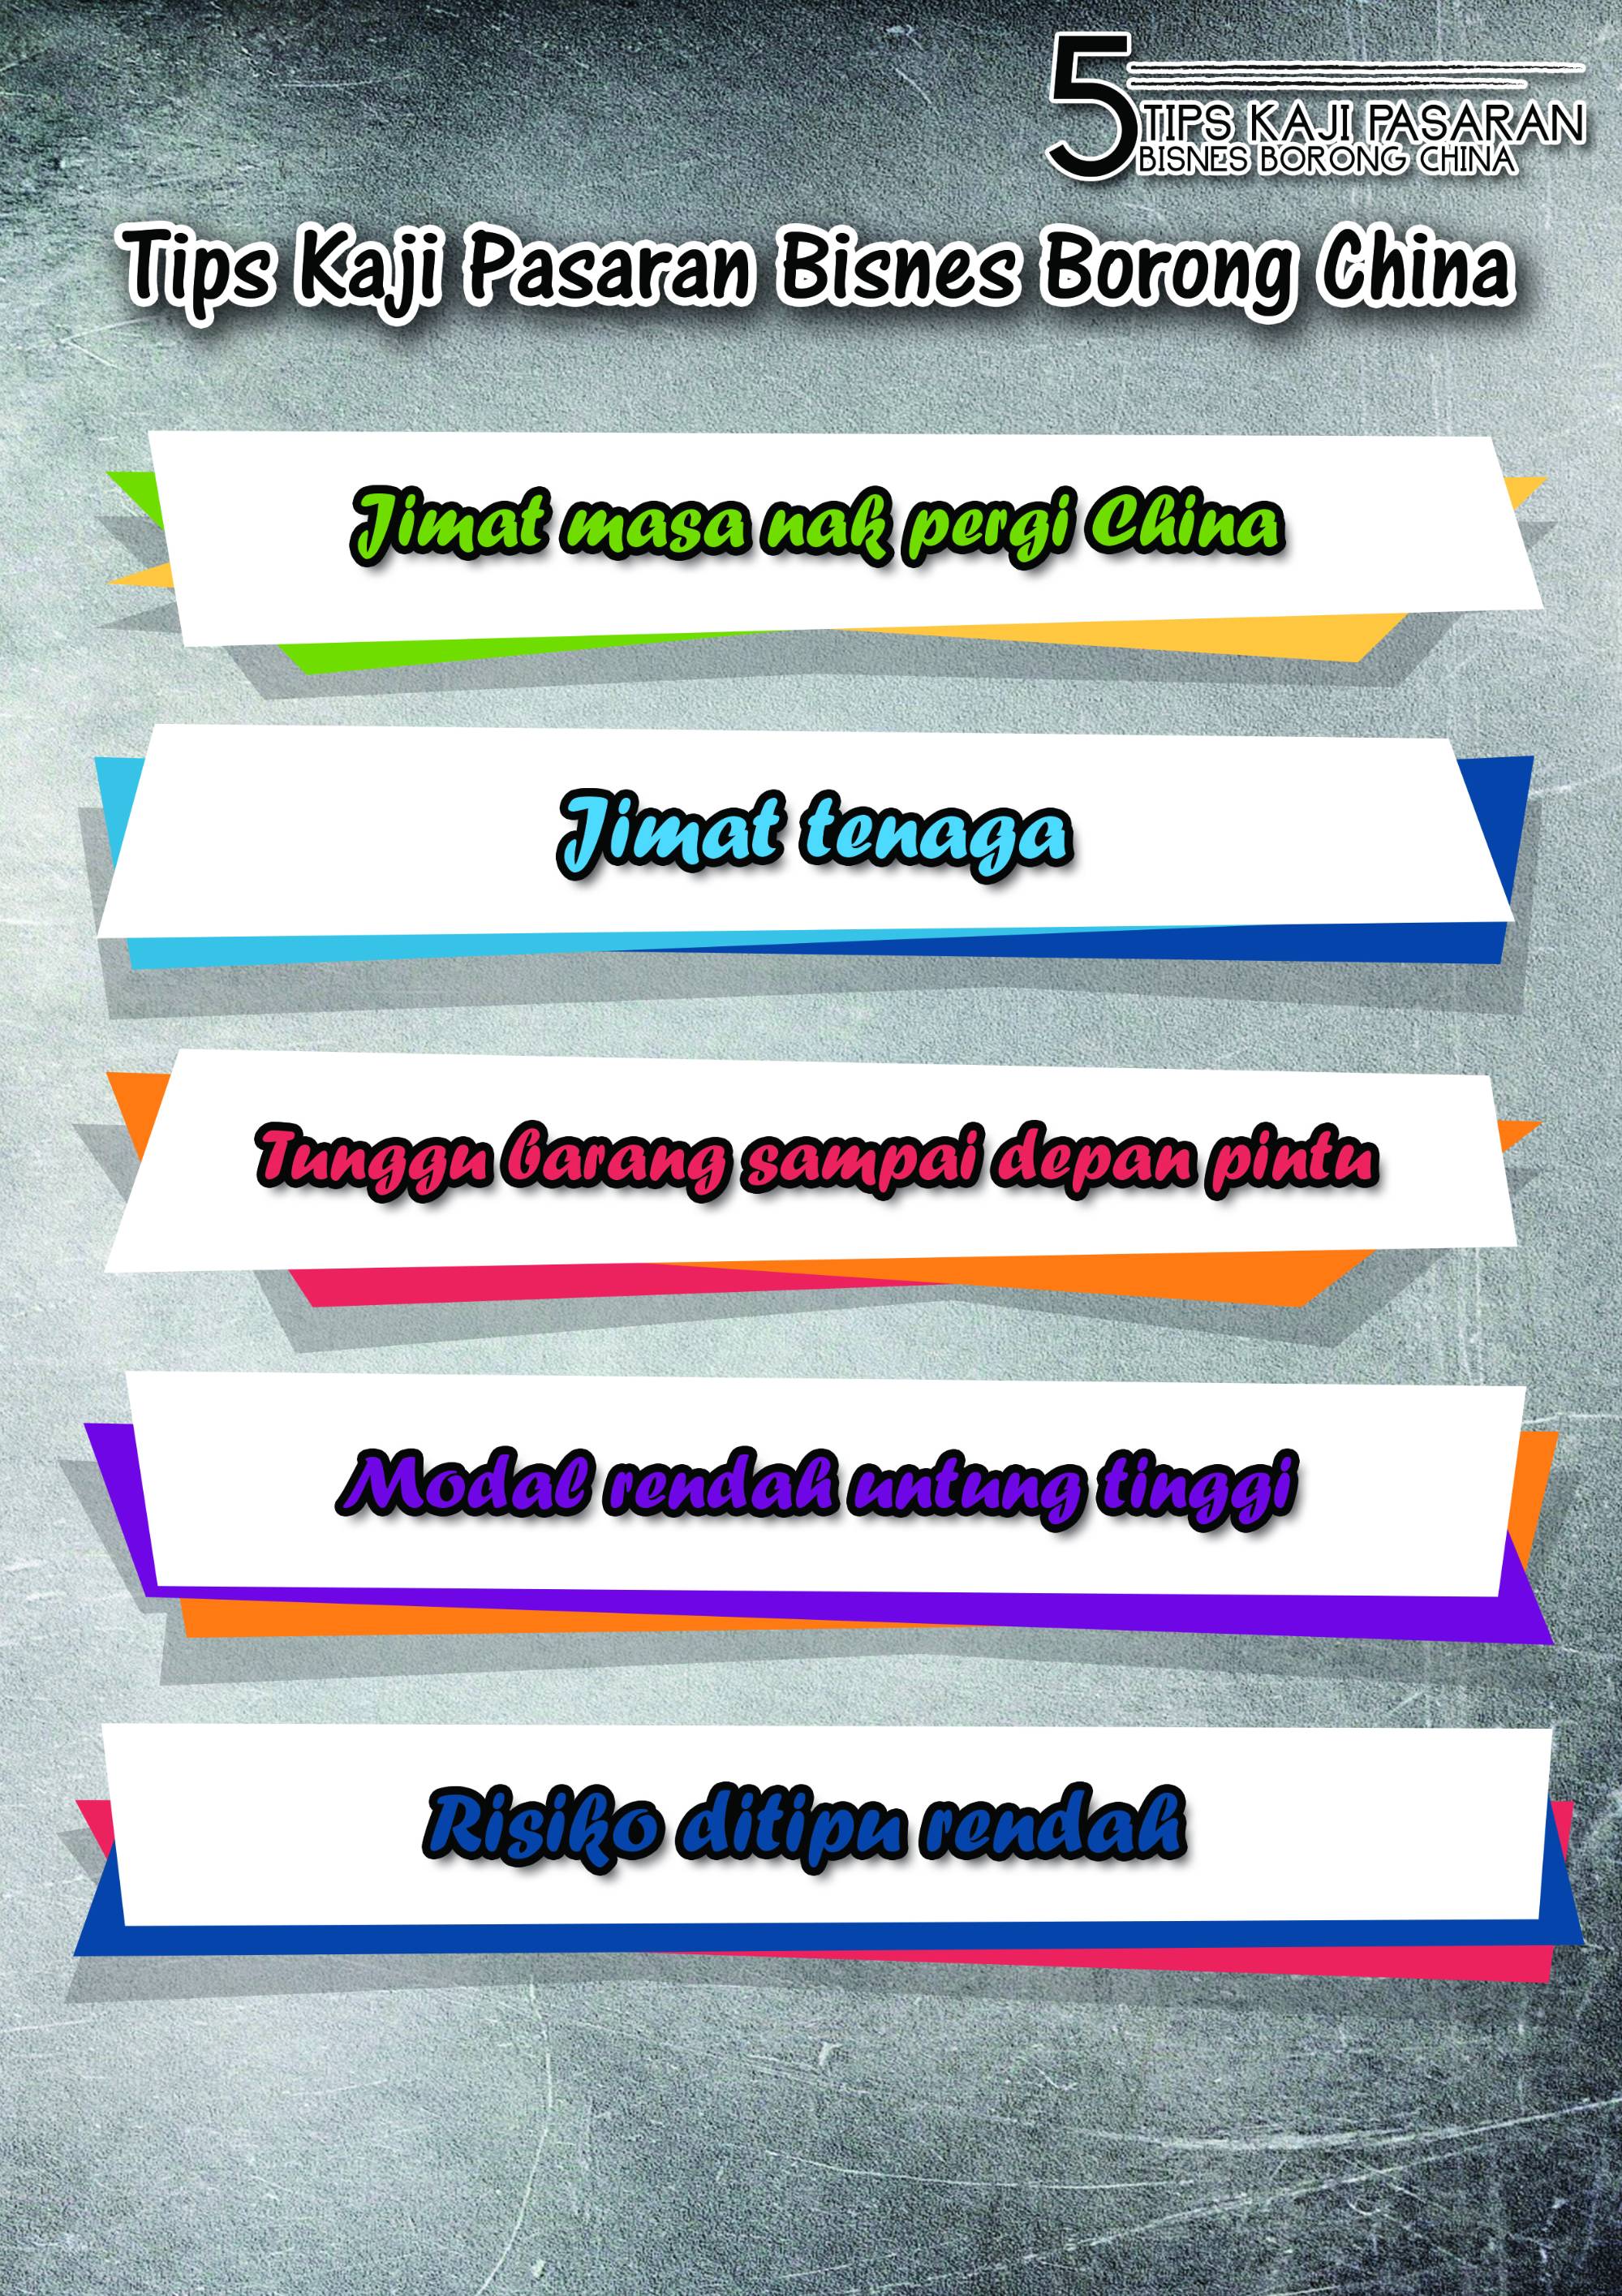 5
TIPS KAJI PASARAN
BISNES BORONG CHINA
Tips Kaji Pasaran Bisnes Borong China
Jimat masa nak pergi China
Jimat tenaga
Tunggu barang sampai depan pintu
Modal rendah untung tinggi
Risiko ditipu rendah